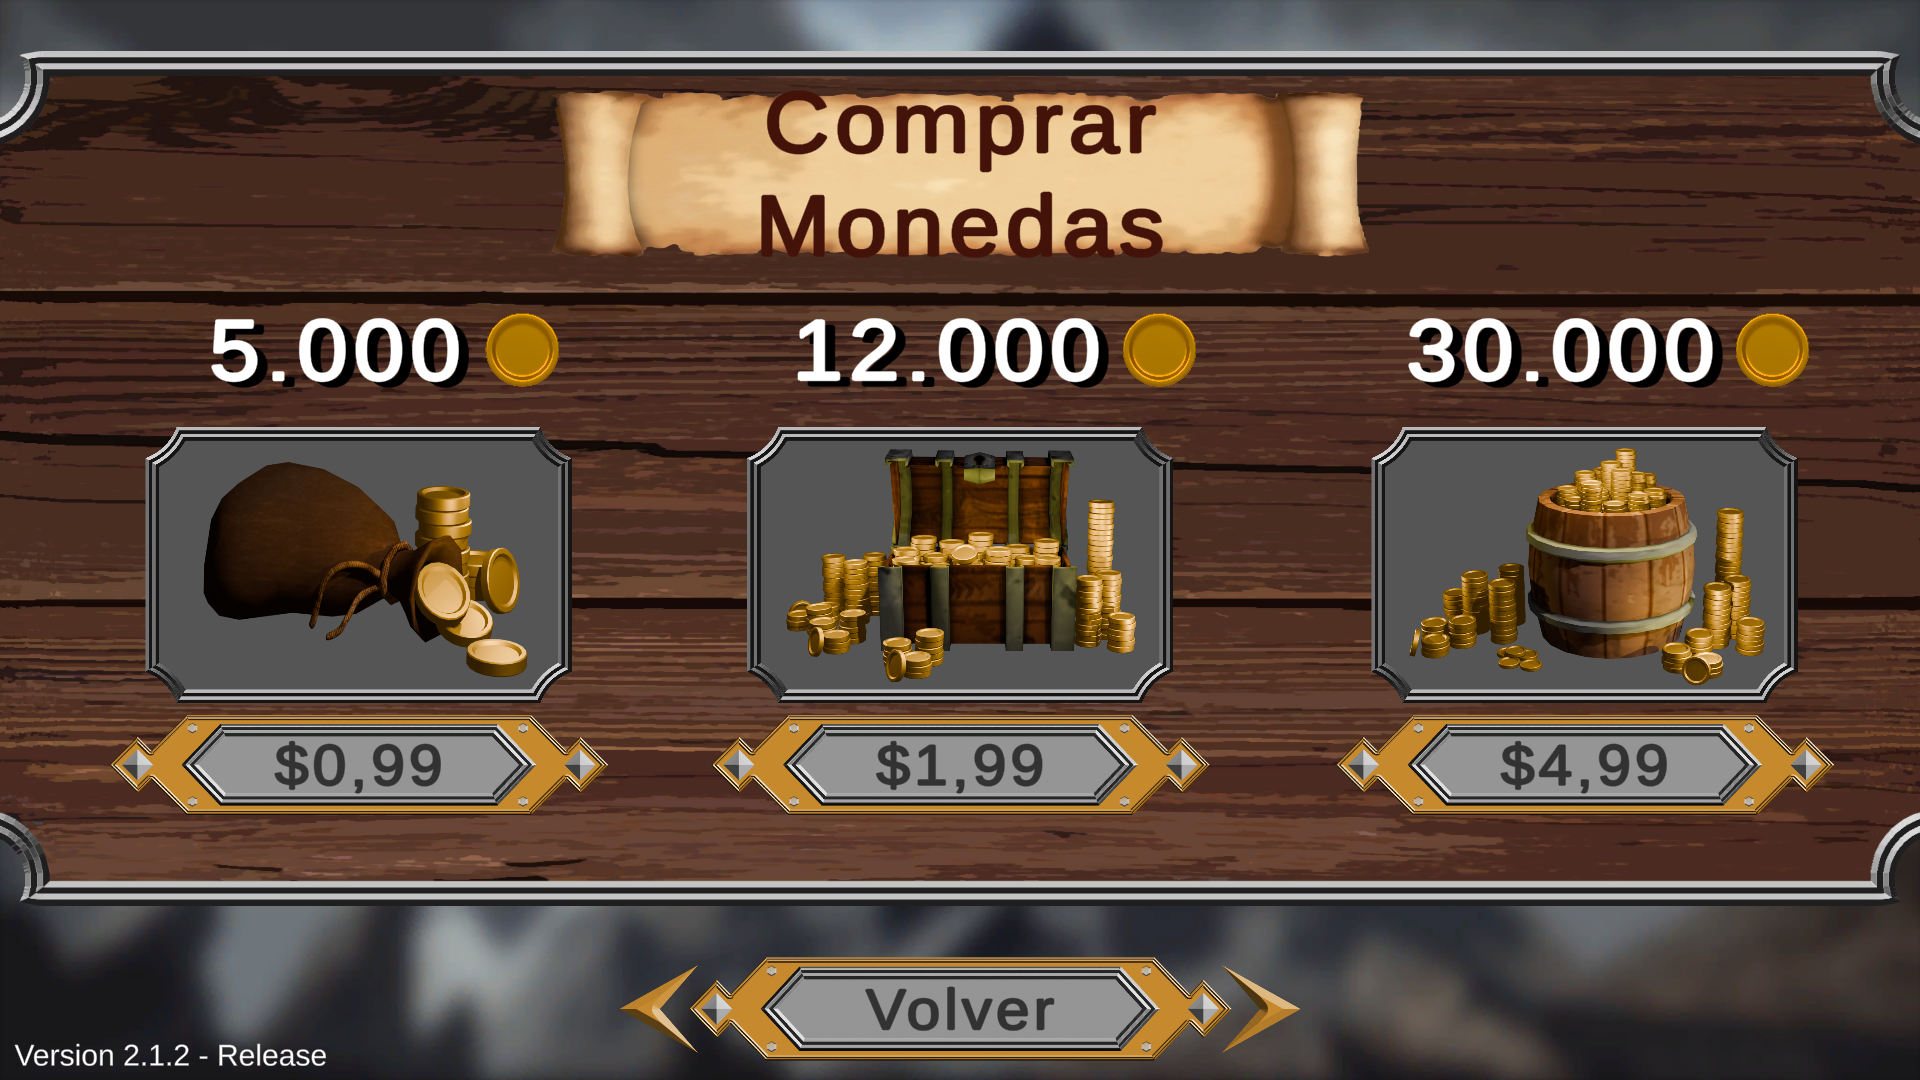 Comprar
Monedas
5.000
12.000
30.000
$0,99
$1,99
$4,99
Volver
Version 2.1.2 - Release